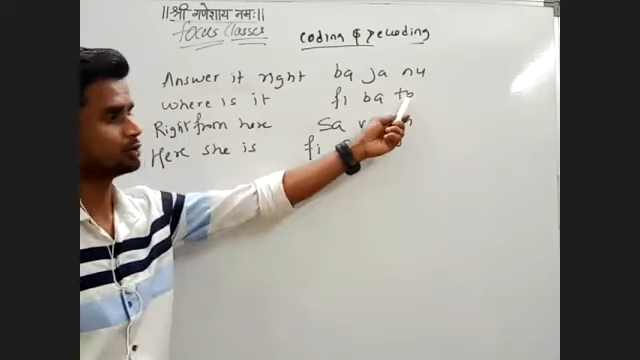 ॥श्री गणेशाय नमः॥
focus Classes
coding & Decoding
Answer it right ba ja nu
where is it fi ba to
Right from here sa
Here she is fi